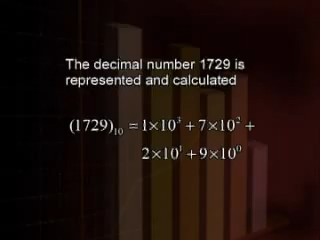 The decimal number 1729 is
represented and calculated
(1729)₁₀ = 1×10³ + 7×10² +
2×10¹ + 9×10⁰